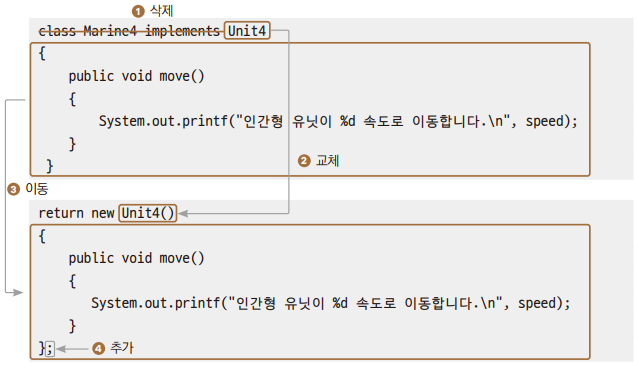 ❶ 삭제
class Marine4 implements Unit4
{
public void move()
{
System.out.printf("인간형 유닛이 %d 속도로 이동합니다.\n", speed);
}
}
❷ 교체
❸ 이동
return new Unit4()
{
public void move()
{
System.out.printf("인간형 유닛이 %d 속도로 이동합니다.\n", speed);
}
};
❹ 추가